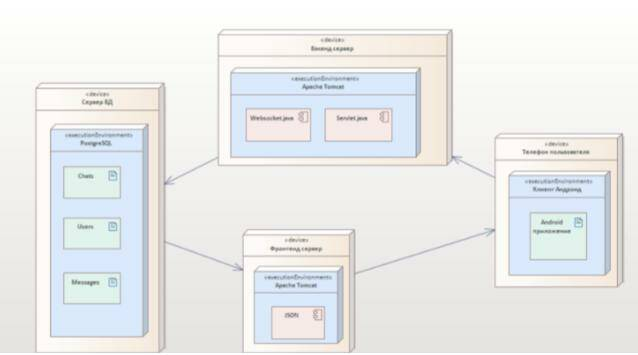 «device»
Бэкенд сервер
«executionEnvironment»
Apache Tomcat
Websocket.java
Servlet.java
«device»
Сервер БД
«executionEnvironment»
PostgreSQL
Chats
Users
Messages
«device»
Фронтенд сервер
«executionEnvironment»
Apache Tomcat
JSON
«device»
Телефон пользователя
«executionEnvironment»
Клиент Андроид
Android
приложение